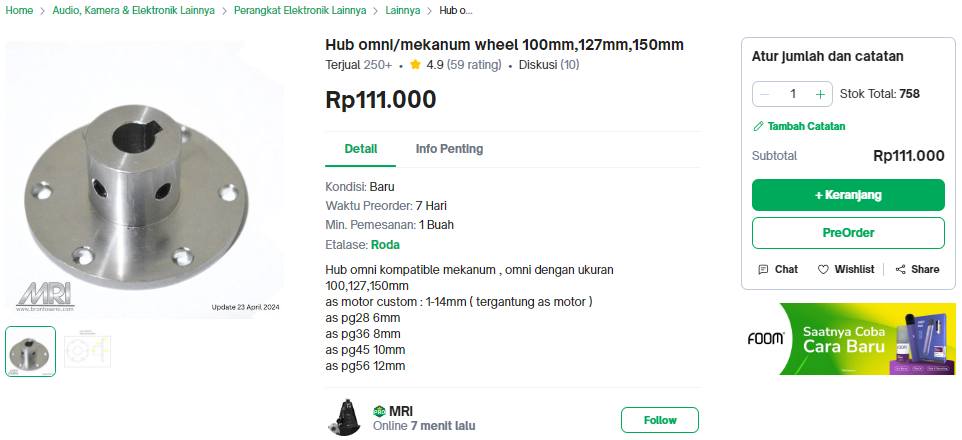 Home > Audio, Kamera & Elektronik Lainnya > Perangkat Elektronik Lainnya > Lainnya > Hub o...
Hub omni/mekanum wheel 100mm,127mm,150mm
Terjual 250+ • 4.9 (59 rating) • Diskusi (10)
Rp111.000
Detail Info Penting
Kondisi: Baru
Waktu Preorder: 7 Hari
Min. Pemesanan: 1 Buah
Etalase: Roda
Hub omni kompatible mekanum , omni dengan ukuran
100,127,150mm
as motor custom : 1-14mm ( tergantung as motor )
as pg28 6mm
as pg36 8mm
as pg45 10mm
as pg56 12mm
PRO MRI
Online 7 menit lalu
Follow
MRI
www.brontoseno.com
Update 23 April 2024
Atur jumlah dan catatan
1 + Stok Total: 758
Tambah Catatan
Subtotal Rp111.000
+ Keranjang
PreOrder
Chat Wishlist Share
FOOM
Saatnya Coba
Cara Baru